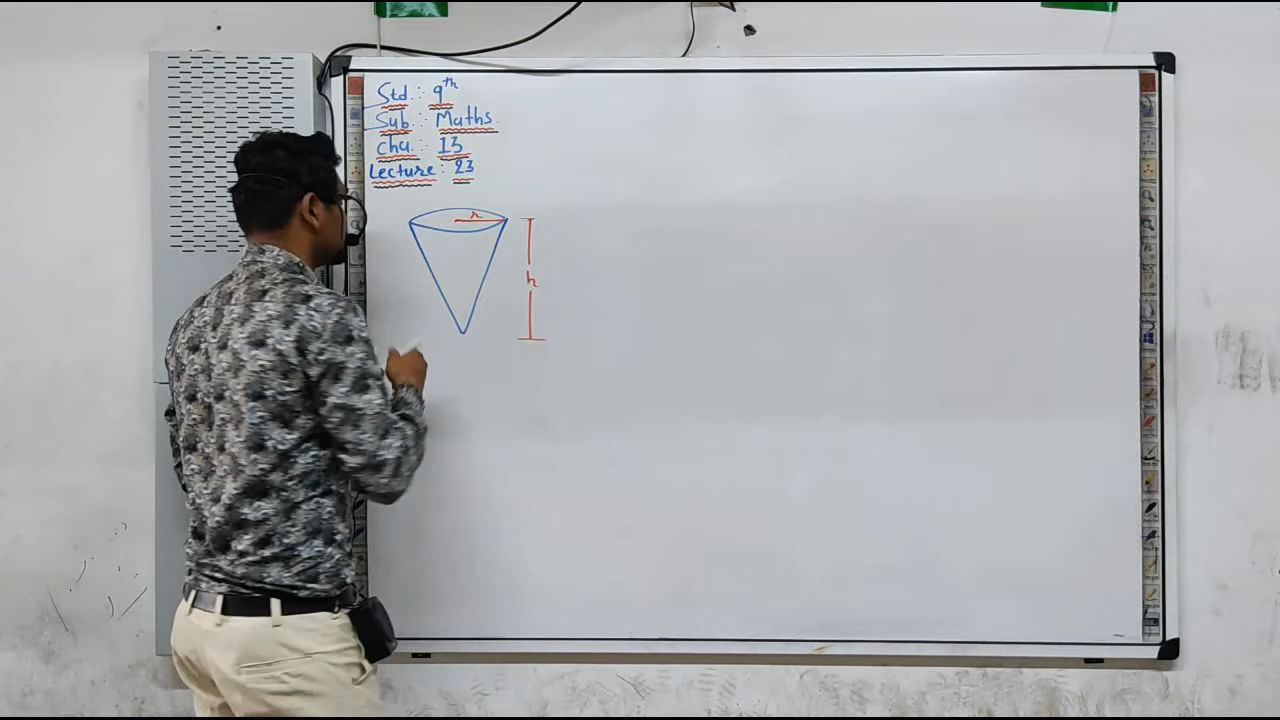 Std.:- 9th
Sub.:- Maths.
Cha.:- 13
Lecture:- 23
r
h